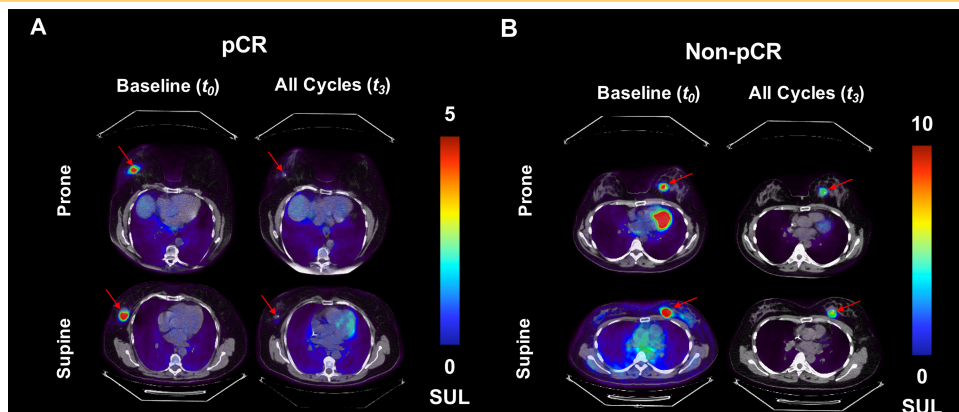 A
pCR
Baseline (t0)
All Cycles (t3)
5
Prone
Supine
0
SUL
B
Non-pCR
Baseline (t0)
All Cycles (t3)
10
Prone
Supine
0
SUL